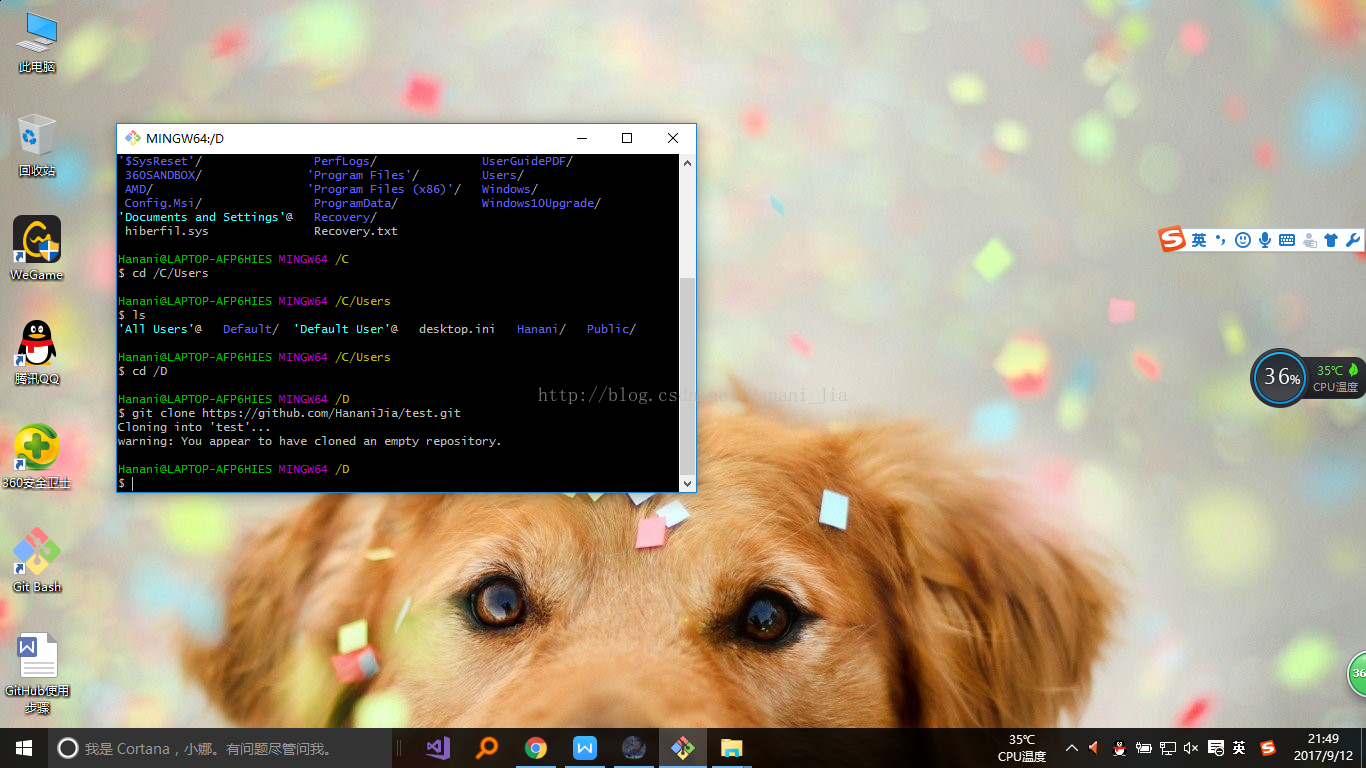 此电脑
回收站
WeGame
腾讯QQ
360安全卫士
Git Bash
GitHub使用
步骤
MINGW64:/D
'$SysReset'/ PerfLogs/ UserGuidePDF/
360SANDBOX/ 'Program Files'/ Users/
AMD/ 'Program Files (x86)'/ Windows/
Config.Msi/ ProgramData/ Windows10Upgrade/
'Documents and Settings'@ Recovery/
hiberfil.sys Recovery.txt
Hanani@LAPTOP-AFP6HIES MINGW64 /C
$ cd /C/Users
Hanani@LAPTOP-AFP6HIES MINGW64 /C/Users
$ ls
'All Users'@ Default/ 'Default User'@ desktop.ini Hanani/ Public/
Hanani@LAPTOP-AFP6HIES MINGW64 /C/Users
$ cd /D
Hanani@LAPTOP-AFP6HIES MINGW64 /D
$ git clone https://github.com/HananiJia/test.git
Cloning into 'test'...
warning: You appear to have cloned an empty repository.
Hanani@LAPTOP-AFP6HIES MINGW64 /D
$
http://blog.csdn.net/Hanani_jia
英
36%
35℃
CPU温度
36
我是 Cortana，小娜。有问题尽管问我。
35℃
CPU温度
英
21:49
2017/9/12